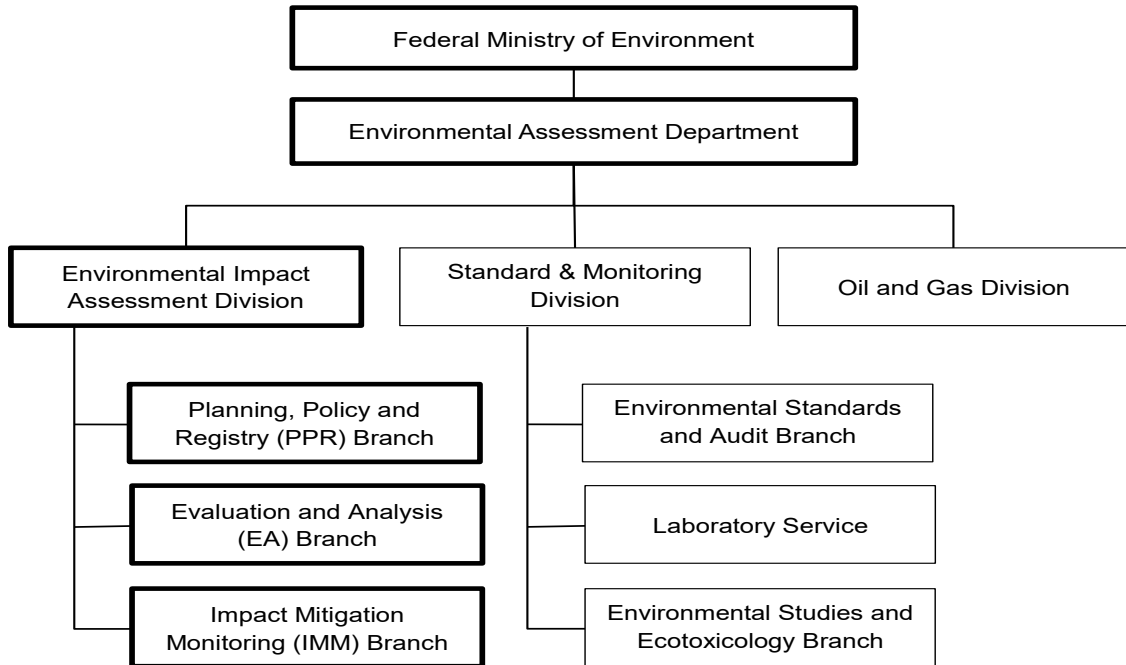 Federal Ministry of Environment
Environmental Assessment Department
Environmental Impact
Assessment Division
Standard & Monitoring
Division
Oil and Gas Division
Planning, Policy and
Registry (PPR) Branch
Evaluation and Analysis
(EA) Branch
Impact Mitigation
Monitoring (IMM) Branch
Environmental Standards
and Audit Branch
Laboratory Service
Environmental Studies and
Ecotoxicology Branch